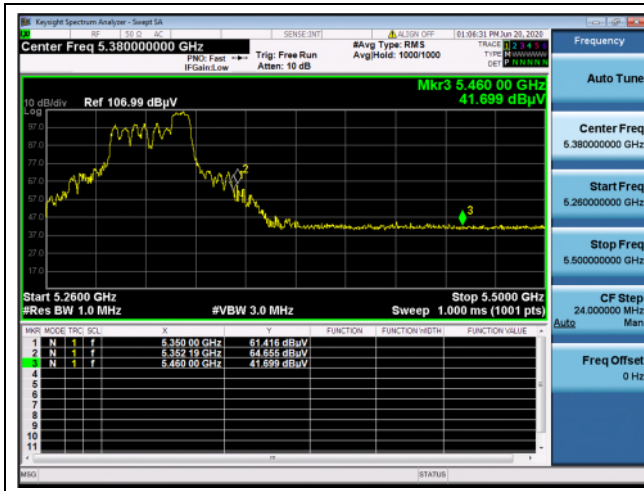 Keysight Spectrum Analyzer - Swept SA
RF 50 Ω AC SENSE:INT ALIGN OFF 01:06:31 PM Jun 20, 2020
Center Freq 5.380000000 GHz
PNO: Fast
IFGain:Low
Trig: Free Run
Atten: 10 dB
#Avg Type: RMS
Avg|Hold: 1000/1000
TRACE 1 2 3 4 5 6
TYPE M W W W W W
DET P N N N N N
Mkr3 5.460 00 GHz
41.699 dBµV
10 dB/div Ref 106.99 dBµV
Log
97.0
87.0
77.0
67.0
57.0
47.0
37.0
27.0
17.0
2
1
3
Start 5.2600 GHz Stop 5.5000 GHz
#Res BW 1.0 MHz #VBW 3.0 MHz Sweep 1.000 ms (1001 pts)
MKR MODE TRC SCL X Y FUNCTION FUNCTION WIDTH FUNCTION VALUE
1 N 1 f 5.350 00 GHz 61.416 dBµV
2 N 1 f 5.352 19 GHz 64.655 dBµV
3 N 1 f 5.460 00 GHz 41.699 dBµV
4
5
6
7
8
9
10
11
MSG STATUS
Frequency
Auto Tune
Center Freq
5.380000000 GHz
Start Freq
5.260000000 GHz
Stop Freq
5.500000000 GHz
CF Step
24.000000 MHz
Auto Man
Freq Offset
0 Hz